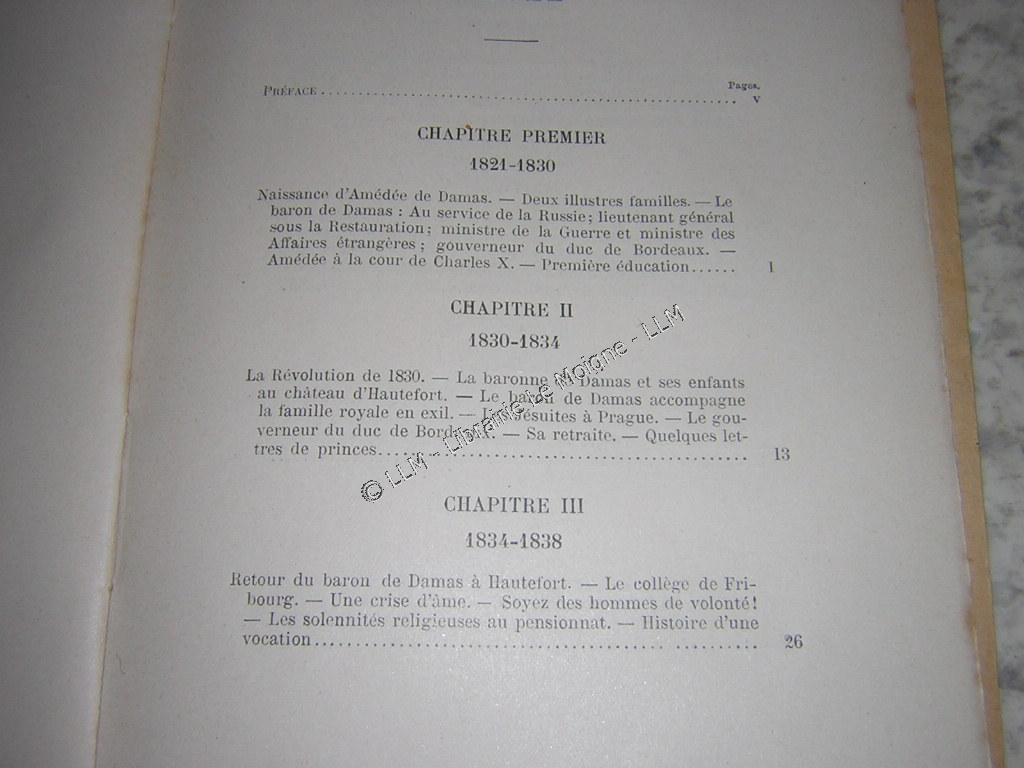 Pages.
PRÉFACE ........ V
CHAPITRE PREMIER
1821-1830
Naissance d'Amédée de Damas. — Deux illustres familles. — Le
baron de Damas : Au service de la Russie; lieutenant général
sous la Restauration; ministre de la Guerre et ministre des
Affaires étrangères; gouverneur du duc de Bordeaux. —
Amédée à la cour de Charles X. — Première éducation...... 1
CHAPITRE II
1830-1834
La Révolution de 1830. — La baronne de Damas et ses enfants
au château d'Hautefort. — Le baron de Damas accompagne
la famille royale en exil. — Les Jésuites à Prague. — Le gou-
verneur du duc de Bordeaux. — Sa retraite. — Quelques let-
tres de princes........ 13
CHAPITRE III
1834-1838
Retour du baron de Damas à Hautefort. — Le collège de Fri-
bourg. — Une crise d'âme. — Soyez des hommes de volonté!
— Les solennités religieuses au pensionnat. — Histoire d'une
vocation........ 26
© LLM - Librairie Le Moigne - LLM